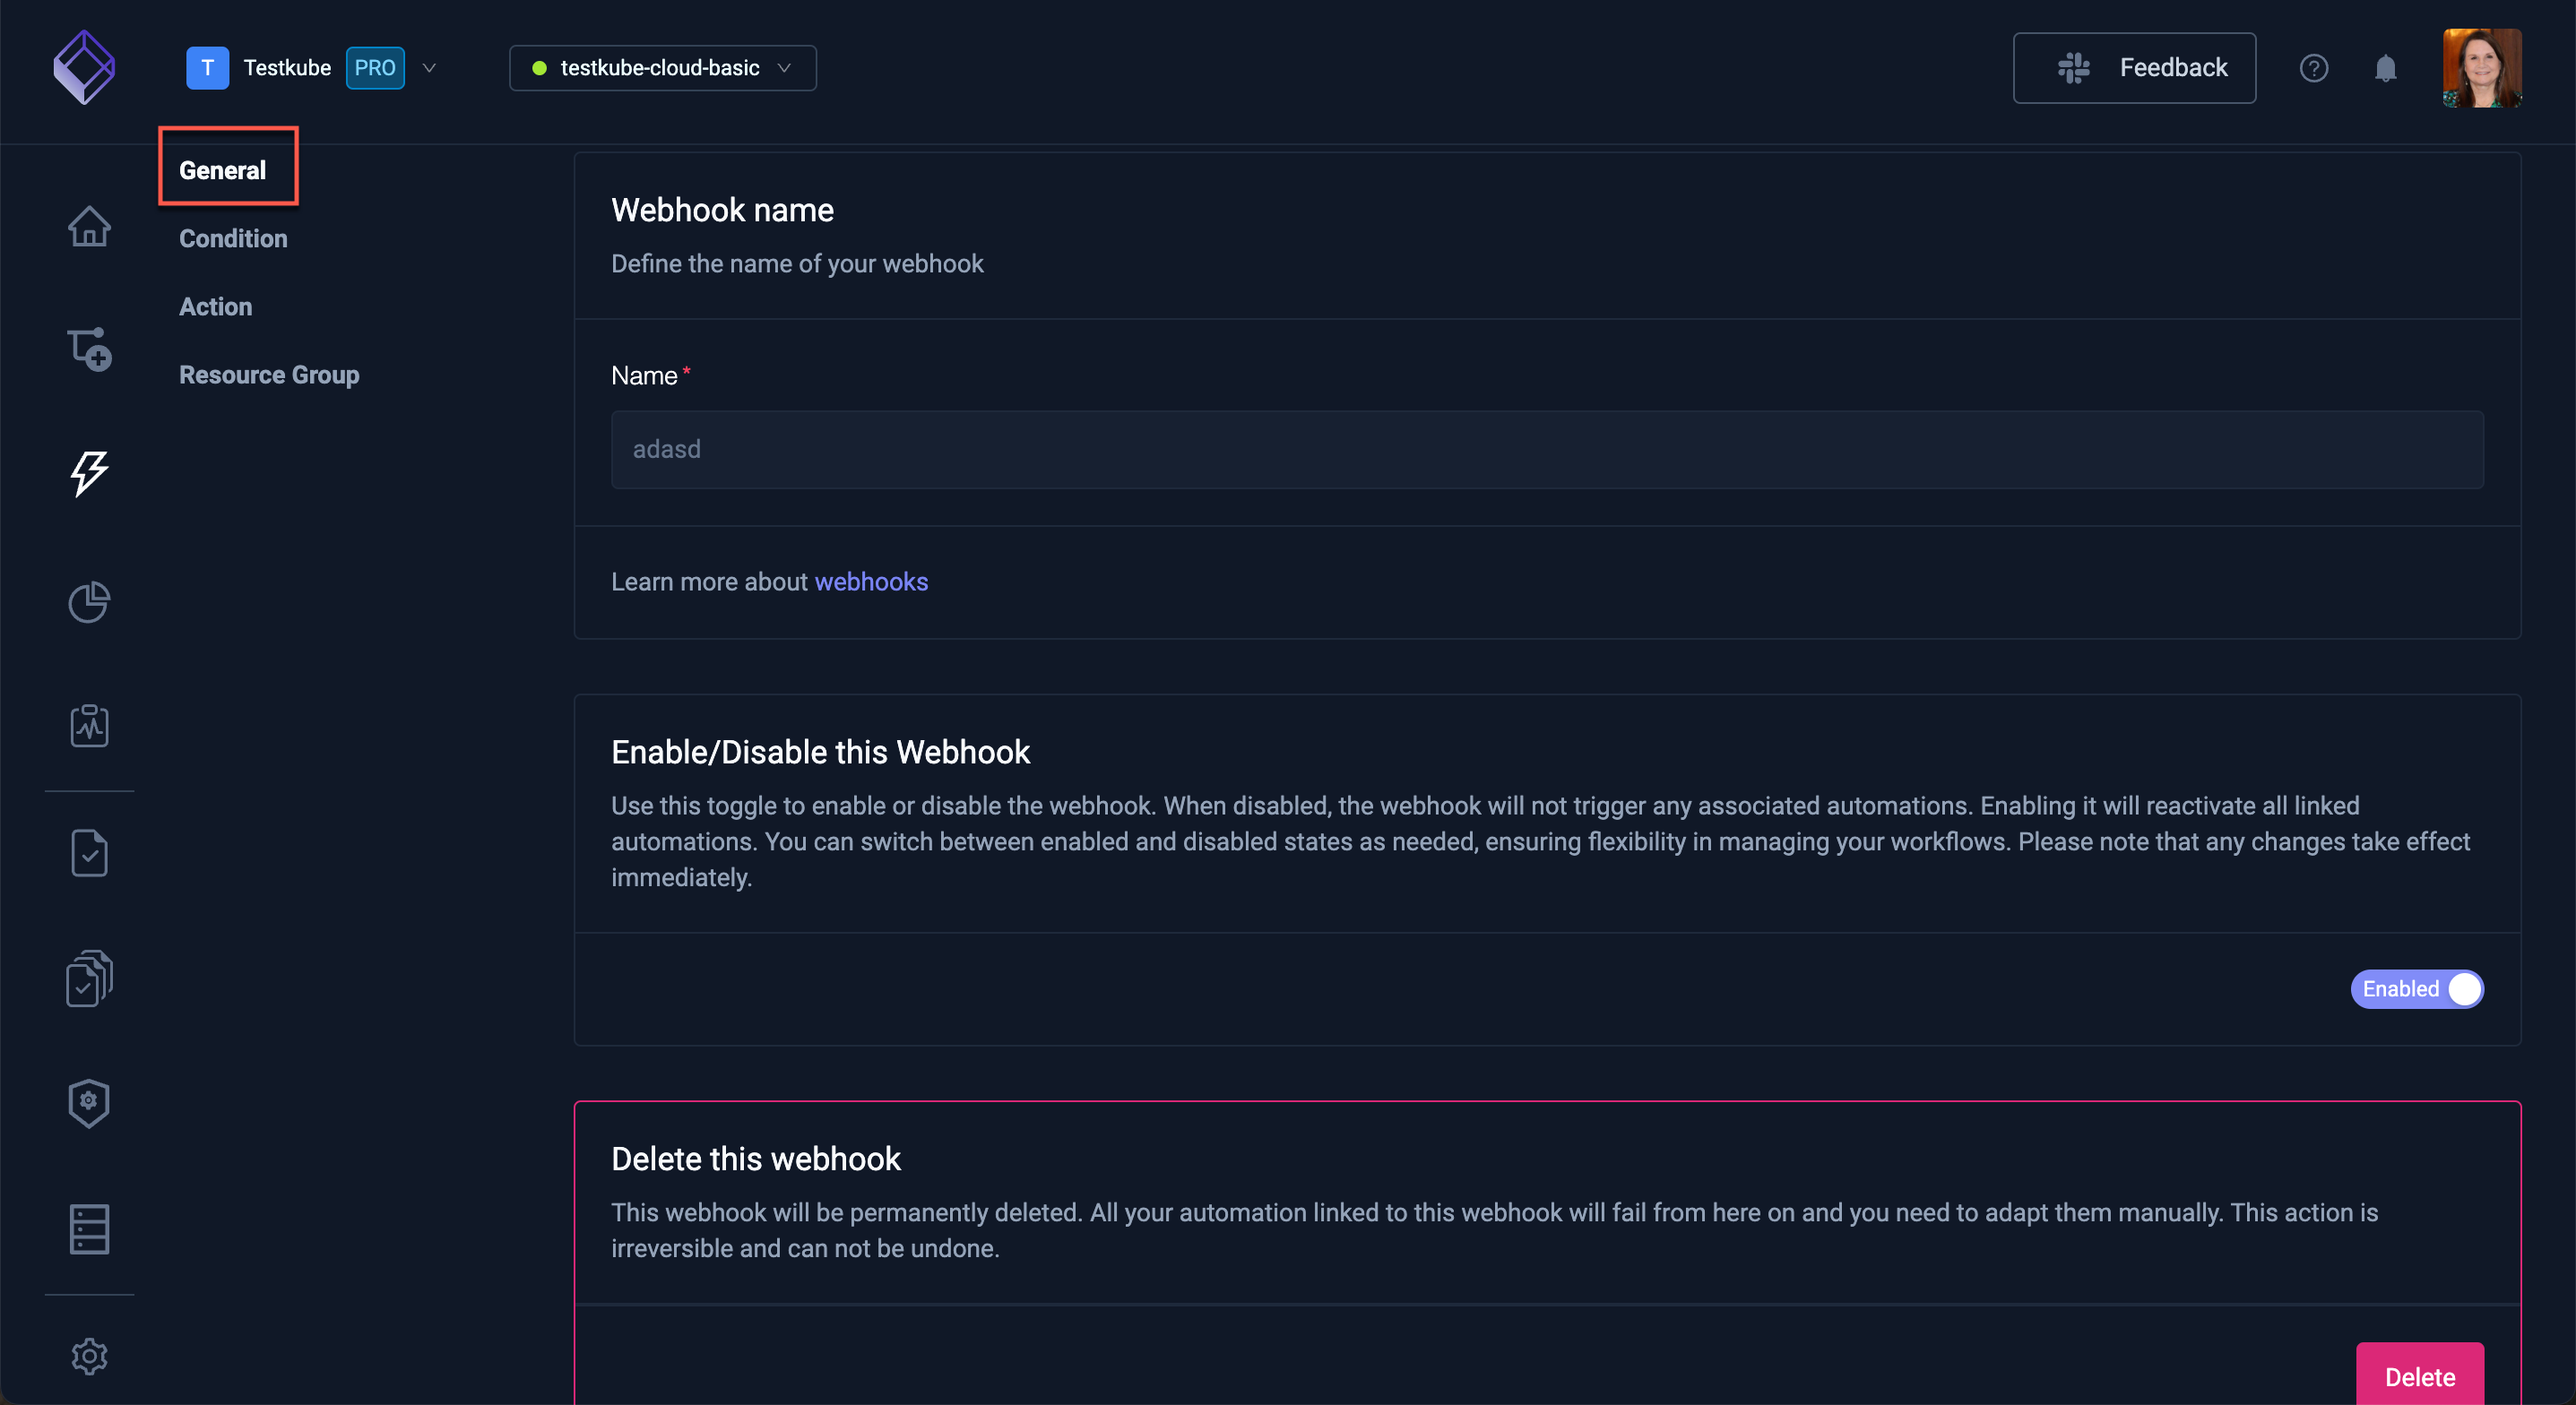 T Testkube PRO
testkube-cloud-basic
Feedback
General
Condition
Action
Resource Group
Webhook name
Define the name of your webhook
Name*
adasd
Learn more about webhooks
Enable/Disable this Webhook
Use this toggle to enable or disable the webhook. When disabled, the webhook will not trigger any associated automations. Enabling it will reactivate all linked
automations. You can switch between enabled and disabled states as needed, ensuring flexibility in managing your workflows. Please note that any changes take effect
immediately.
Enabled
Delete this webhook
This webhook will be permanently deleted. All your automation linked to this webhook will fail from here on and you need to adapt them manually. This action is
irreversible and can not be undone.
Delete